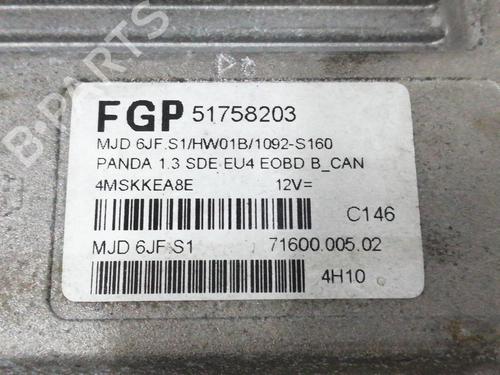 B-PARTS
FGP 51758203
MJD 6JF.S1/HW01B/1092-S160
PANDA 1.3 SDE EU4 EOBD B_CAN
4MSKKEA8E 12V=
C146
MJD 6JF.S1 71600.005.02
4H10